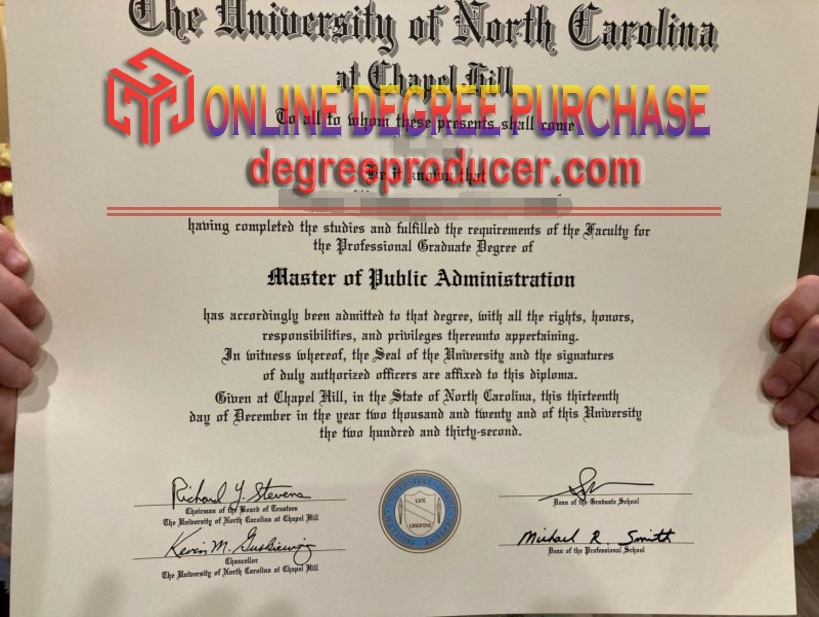 The University of North Carolina
at Chapel Hill
ONLINE DEGREE PURCHASE
To all to whom these presents shall come
degreeproducer.com
Be it known that
having completed the studies and fulfilled the requirements of the Faculty for
the Professional Graduate Degree of
Master of Public Administration
has accordingly been admitted to that degree, with all the rights, honors,
responsibilities, and privileges thereunto appertaining.
In witness whereof, the Seal of the University and the signatures
of duly authorized officers are affixed to this diploma.
Given at Chapel Hill, in the State of North Carolina, this thirteenth
day of December in the year two thousand and twenty and of this University
the two hundred and thirty-second.
Richard Y. Stevens
Chairman of the Board of Trustees
The University of North Carolina at Chapel Hill
Kevin M. Guskiewicz
Chancellor
The University of North Carolina at Chapel Hill
LVX
LIBERTAS
Dean of the Graduate School
Michael R. Smith
Dean of the Professional School